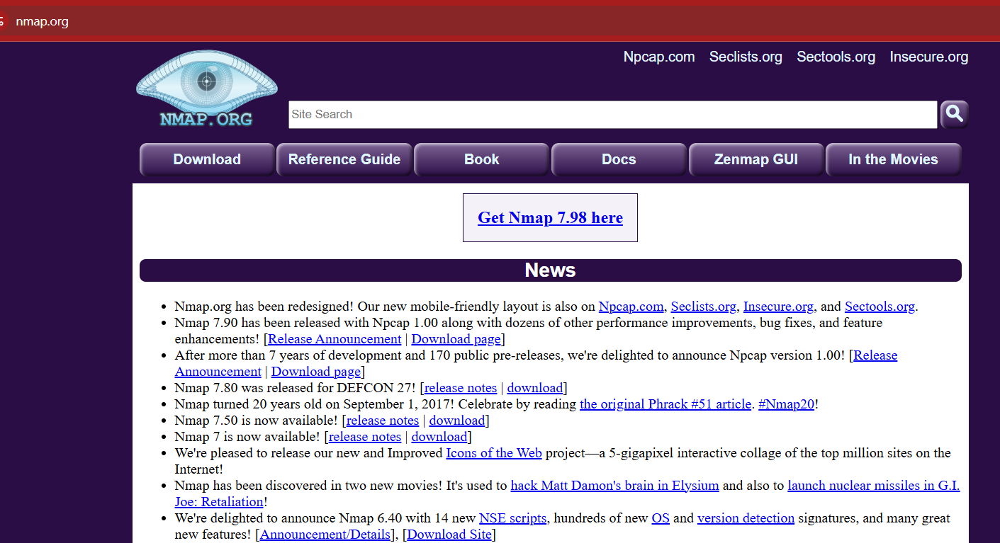 nmap.org
Npcap.com Seclists.org Sectools.org Insecure.org
NMAP.ORG
Site Search
Download Reference Guide Book Docs Zenmap GUI In the Movies
Get Nmap 7.98 here
News
Nmap.org has been redesigned! Our new mobile-friendly layout is also on Npcap.com, Seclists.org, Insecure.org, and Sectools.org.
Nmap 7.90 has been released with Npcap 1.00 along with dozens of other performance improvements, bug fixes, and feature
enhancements! [Release Announcement | Download page]
After more than 7 years of development and 170 public pre-releases, we're delighted to announce Npcap version 1.00! [Release
Announcement | Download page]
Nmap 7.80 was released for DEFCON 27! [release notes | download]
Nmap turned 20 years old on September 1, 2017! Celebrate by reading the original Phrack #51 article. #Nmap20!
Nmap 7.50 is now available! [release notes | download]
Nmap 7 is now available! [release notes | download]
We're pleased to release our new and Improved Icons of the Web project—a 5-gigapixel interactive collage of the top million sites on the
Internet!
Nmap has been discovered in two new movies! It's used to hack Matt Damon's brain in Elysium and also to launch nuclear missiles in G.I.
Joe: Retaliation!
We're delighted to announce Nmap 6.40 with 14 new NSE scripts, hundreds of new OS and version detection signatures, and many great
new features! [Announcement/Details], [Download Site]